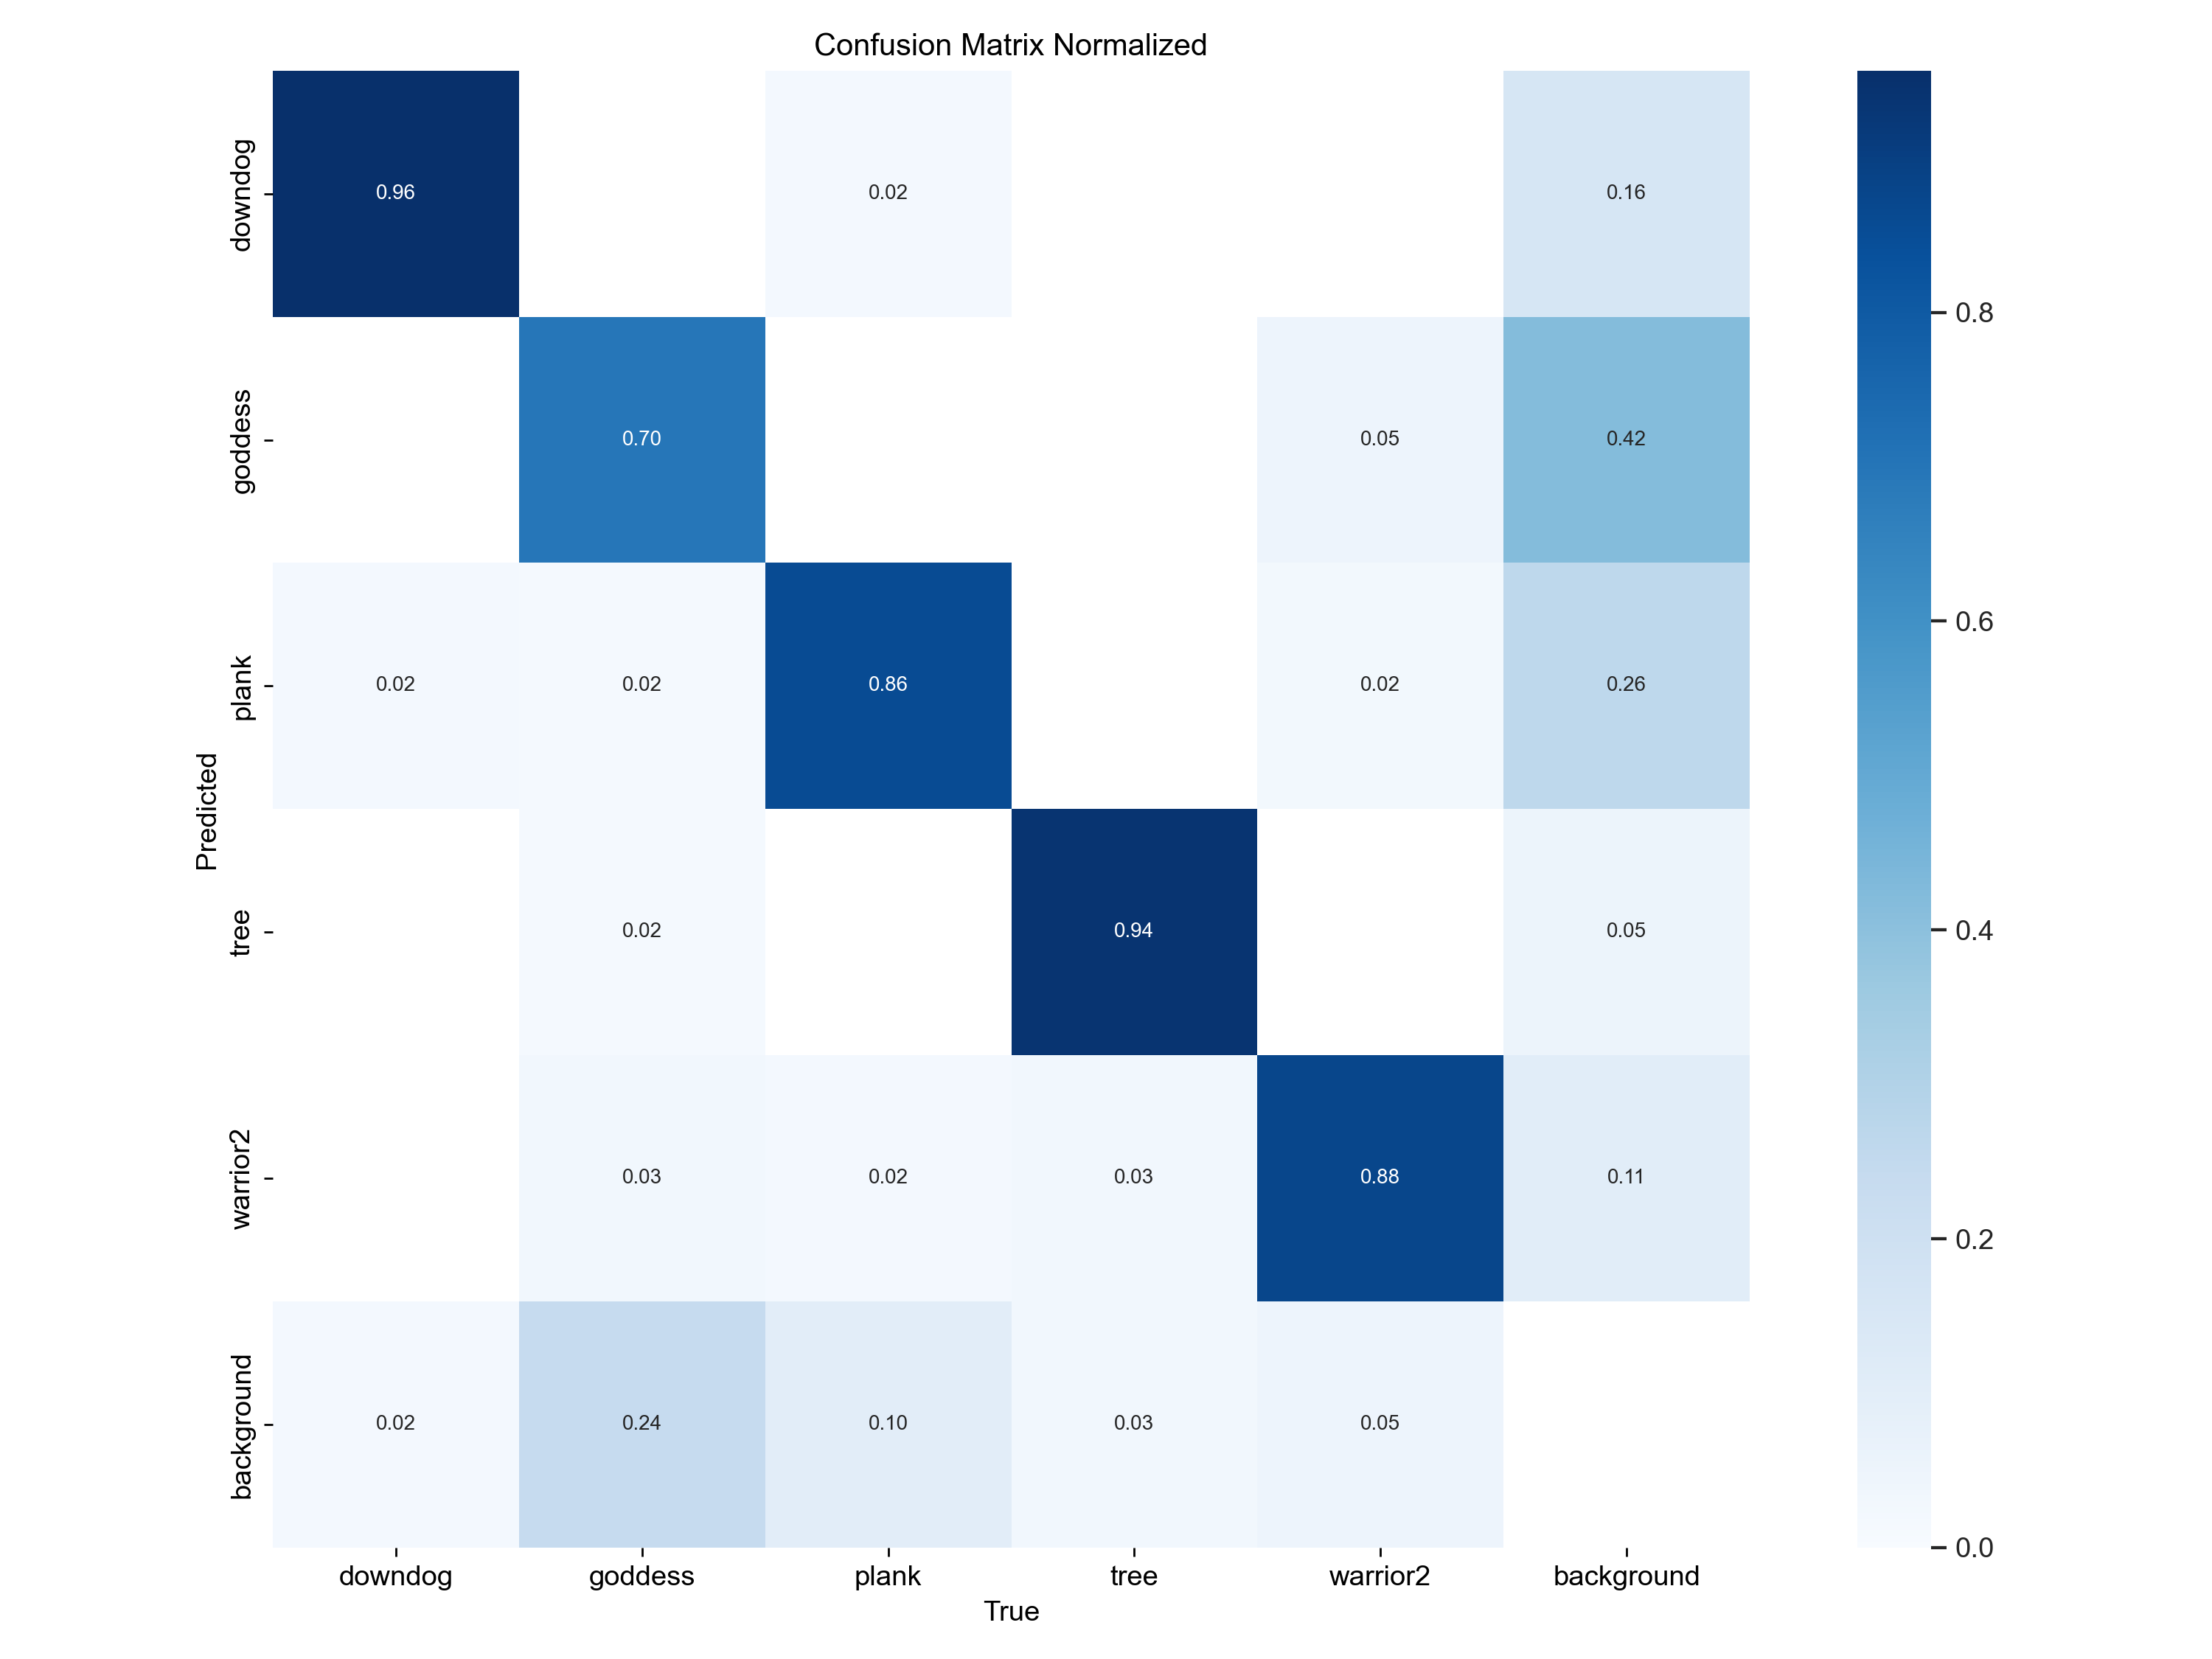 Confusion Matrix Normalized
downdog
0.96
0.02
0.16
goddess
0.70
0.05
0.42
plank
0.02
0.02
0.86
0.02
0.26
tree
0.02
0.94
0.05
warrior2
0.03
0.02
0.03
0.88
0.11
background
0.02
0.24
0.10
0.03
0.05
Predicted
downdog
goddess
plank
tree
warrior2
background
True
0.8
0.6
0.4
0.2
0.0